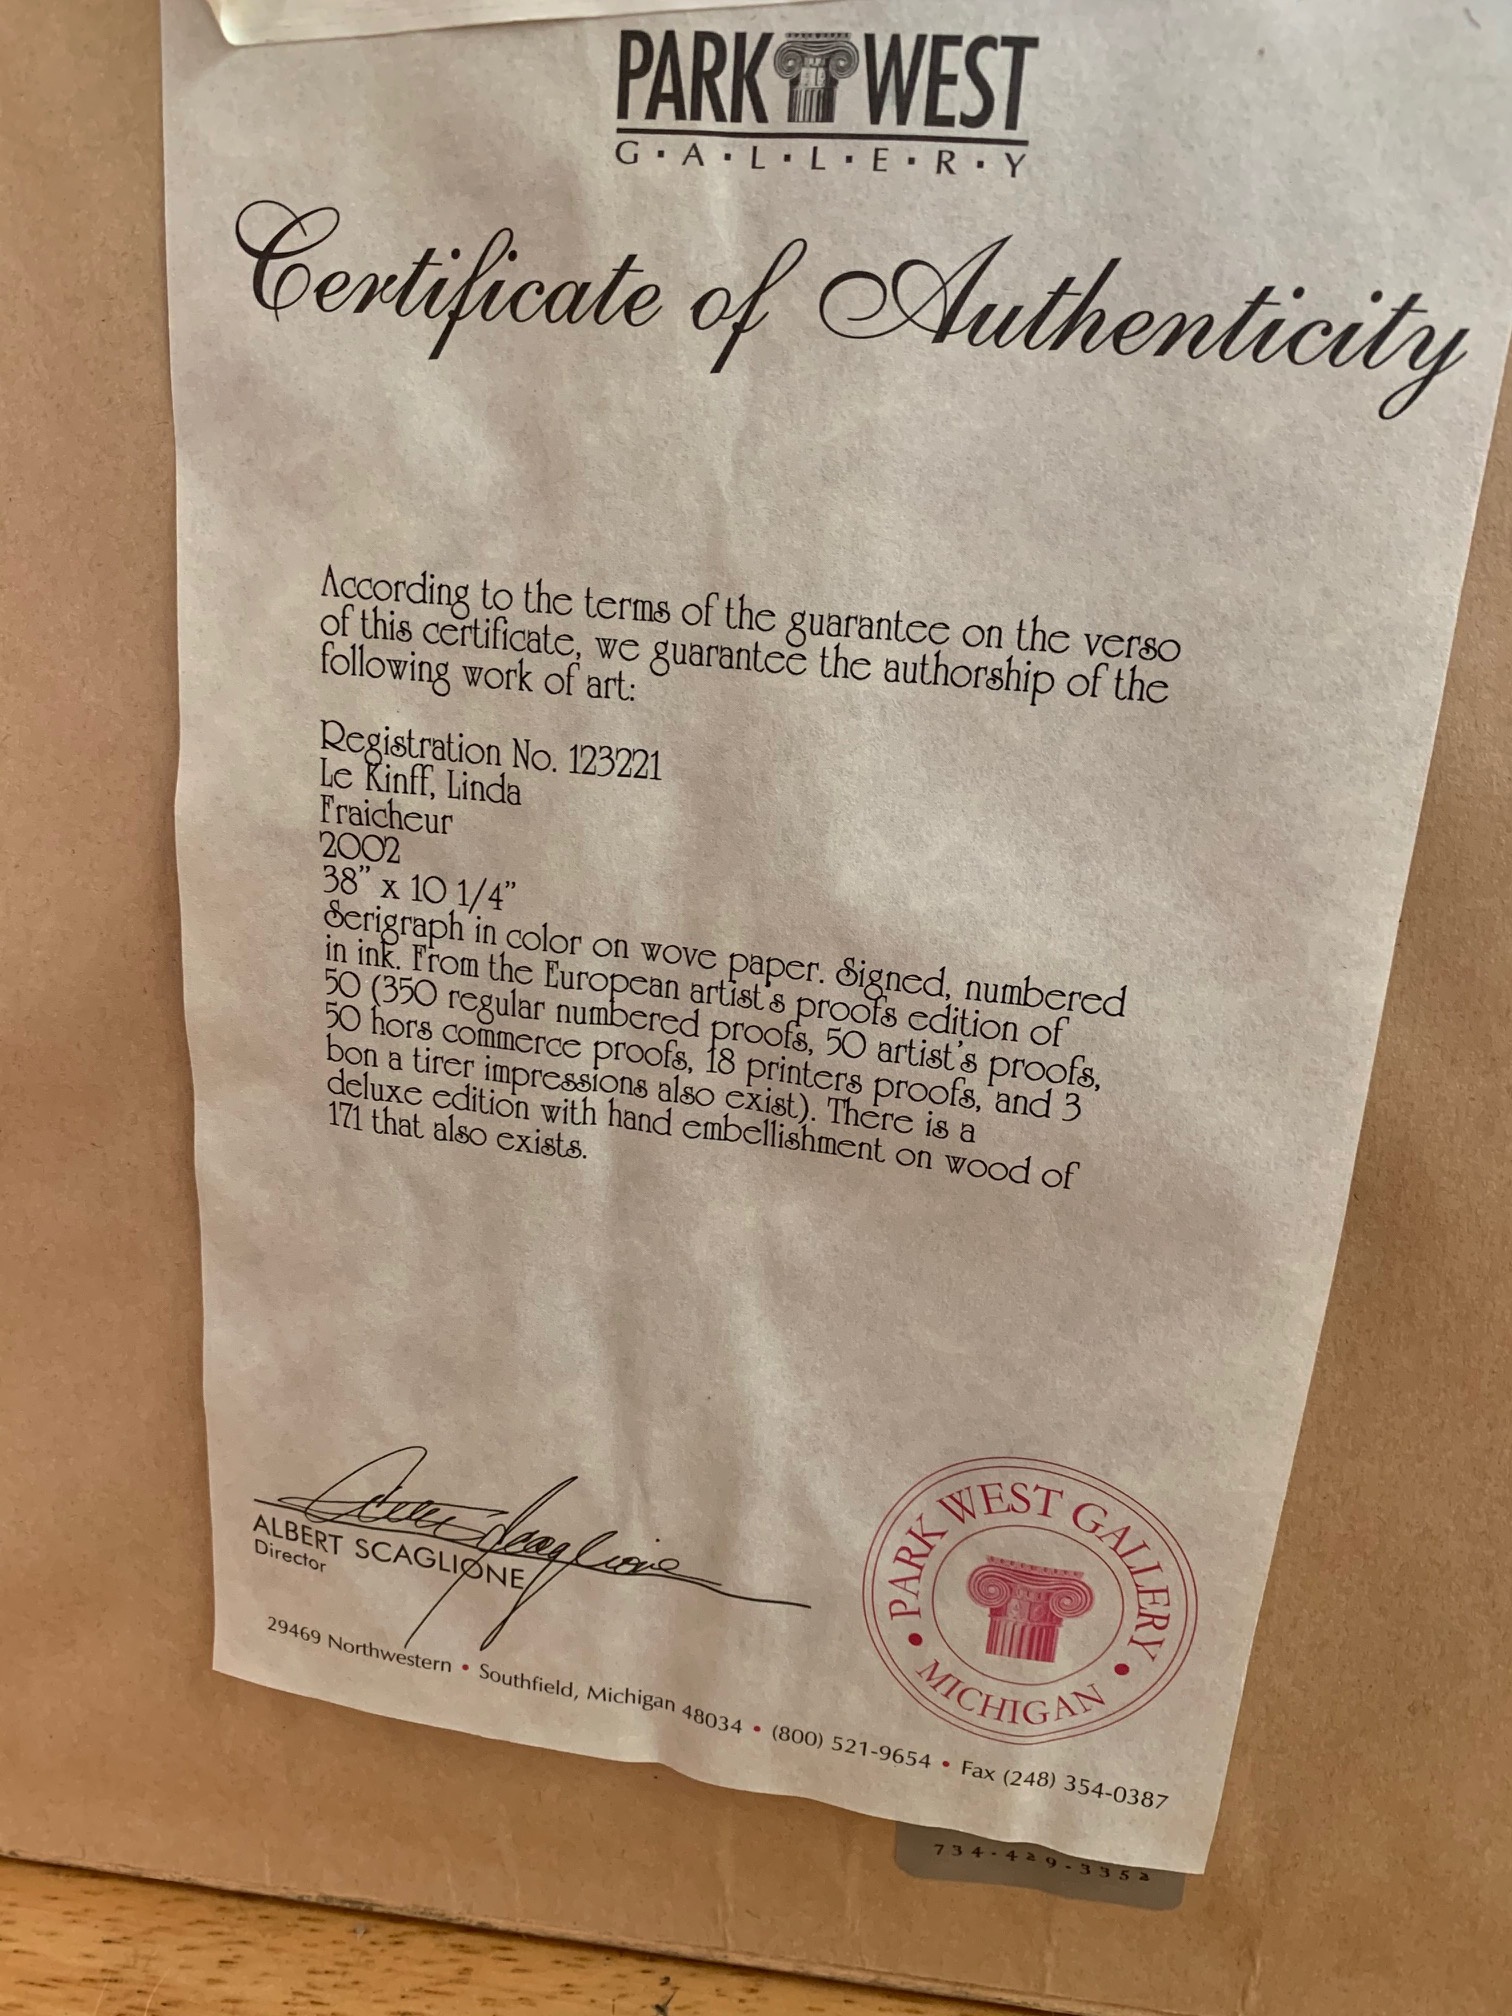 PARK WEST
G·A·L·L·E·R·Y
Certificate of Authenticity
According to the terms of the guarantee on the verso
of this certificate, we guarantee the authorship of the
following work of art:
Registration No. 123221
Le Kinff, Linda
Fraicheur
2002
38” x 10 1/4”
Serigraph in color on wove paper. Signed, numbered
in ink. From the European artist's proofs edition of
50 (350 regular numbered proofs, 50 artist's proofs,
50 hors commerce proofs, 18 printers proofs, and 3
bon a tirer impressions also exist). There is a
deluxe edition with hand embellishment on wood of
171 that also exists.
ALBERT SCAGLIONE
Director
PARK WEST GALLERY
• MICHIGAN •
29469 Northwestern • Southfield, Michigan 48034 • (800) 521-9654 • Fax (248) 354-0387
734-429-3352